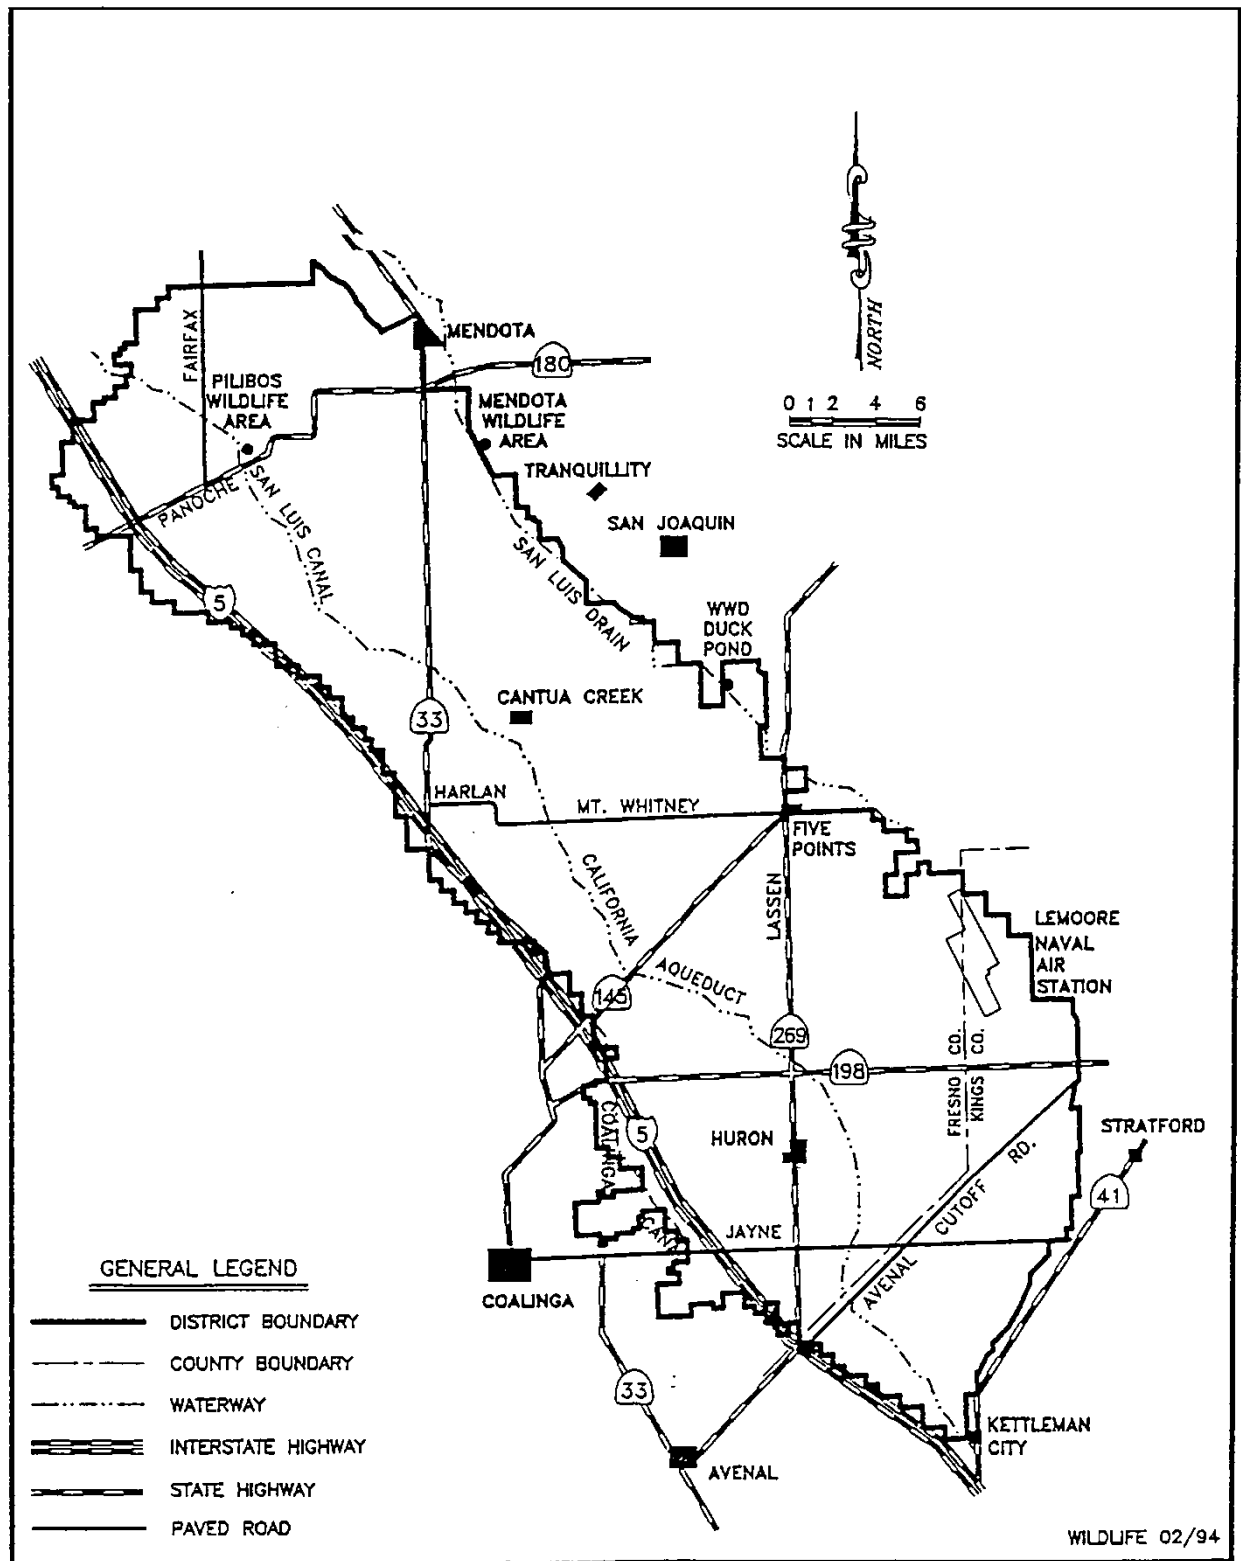 NORTH
0 1 2 4 6
SCALE IN MILES
FAIRFAX
MENDOTA
180
PILIBOS
WILDLIFE
AREA
MENDOTA
WILDLIFE
AREA
TRANQUILLITY
SAN JOAQUIN
PANOCHE
SAN LUIS CANAL
SAN LUIS DRAIN
5
WWD
DUCK
POND
CANTUA CREEK
33
HARLAN
MT. WHITNEY
FIVE
POINTS
CALIFORNIA
AQUEDUCT
LASSEN
LEMOORE
NAVAL
AIR
STATION
145
269
198
FRESNO CO.
KINGS CO.
COALINGA
CANAL
5
HURON
STRATFORD
41
JAYNE
AVENAL CUTOFF RD.
COALINGA
33
AVENAL
KETTLEMAN
CITY
GENERAL LEGEND
DISTRICT BOUNDARY
COUNTY BOUNDARY
WATERWAY
INTERSTATE HIGHWAY
STATE HIGHWAY
PAVED ROAD
WILDLIFE 02/94